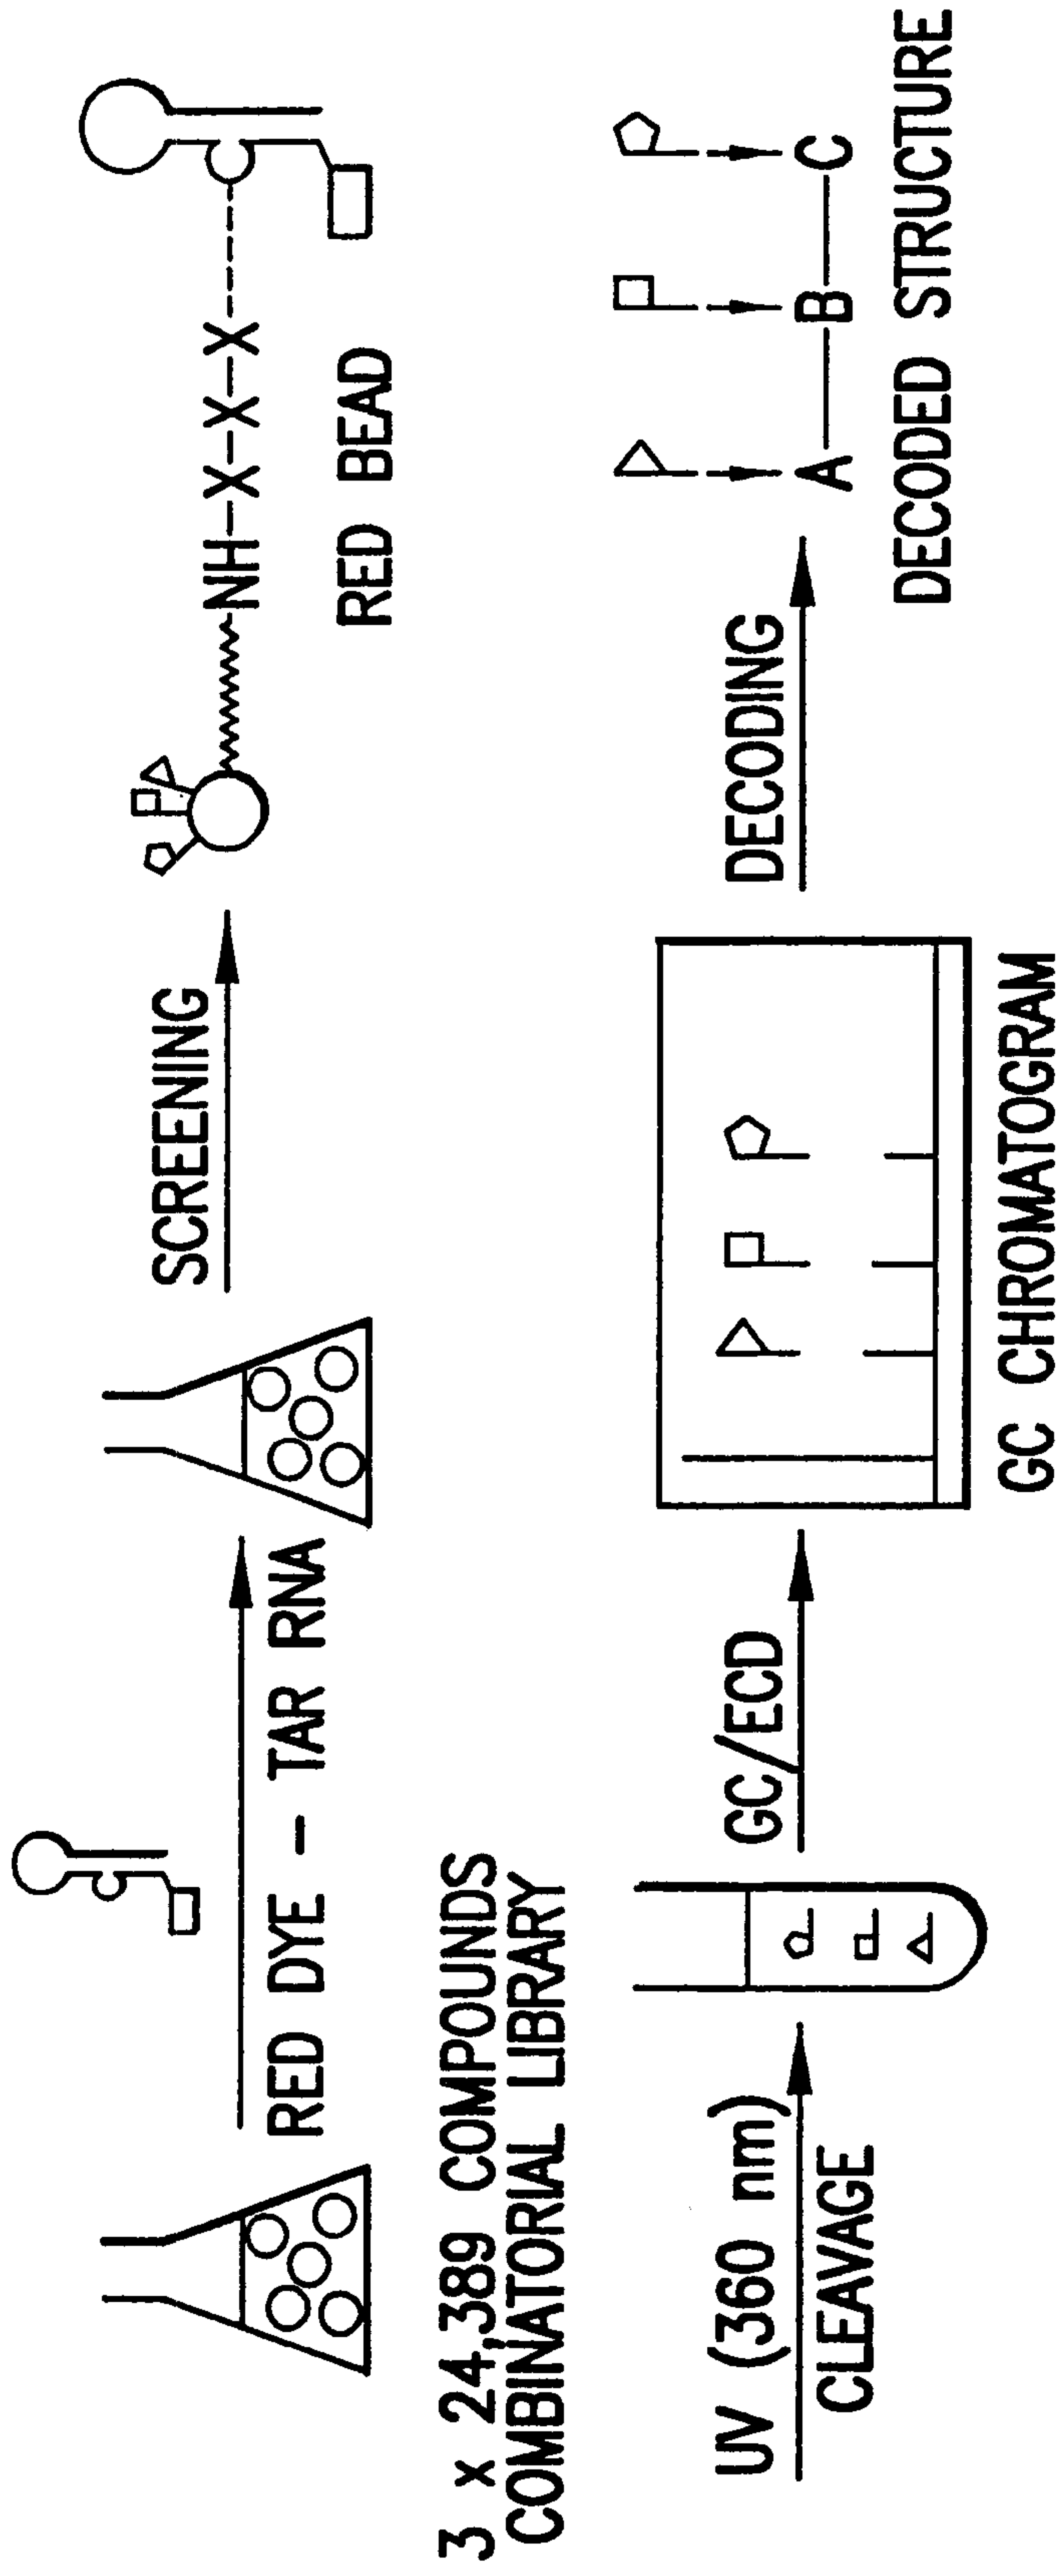 RED DYE – TAR RNA
SCREENING
NH–X–X–X
RED BEAD
3 x 24,389 COMPOUNDS
COMBINATORIAL LIBRARY
UV (360 nm)
CLEAVAGE
GC/ECD
GC CHROMATOGRAM
DECODING
A B C
DECODED STRUCTURE